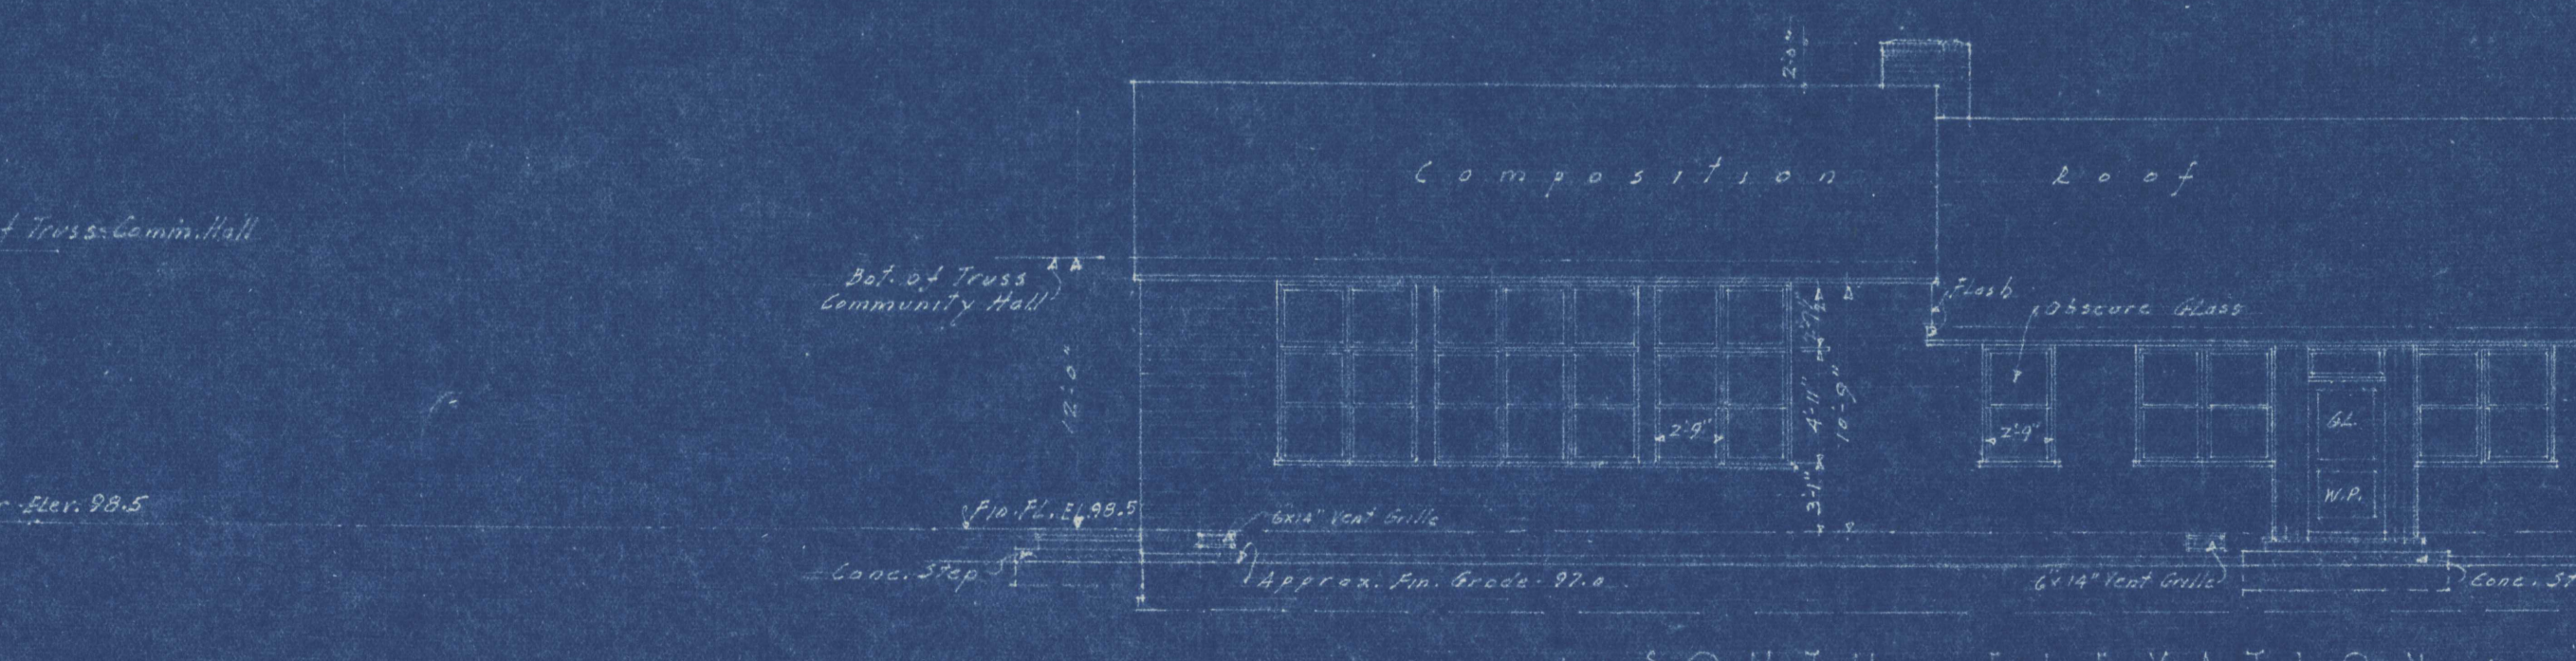 2'-0"
Composition Roof
f Truss-Comm. Hall
Bot. of Truss
Community Hall
Flash
Obscure Glass
12'-0"
4'-11"
10'-9"
2'-9"
2'-9"
GL.
3'-1"
W.P.
Elev. 98.5
Fin. FL. EL. 98.5
6x14" Vent Grille
Conc. Step
Approx. Fin. Grade - 97.0
6"x14" Vent Grille
Conc. St
SOUTH ELEVATION